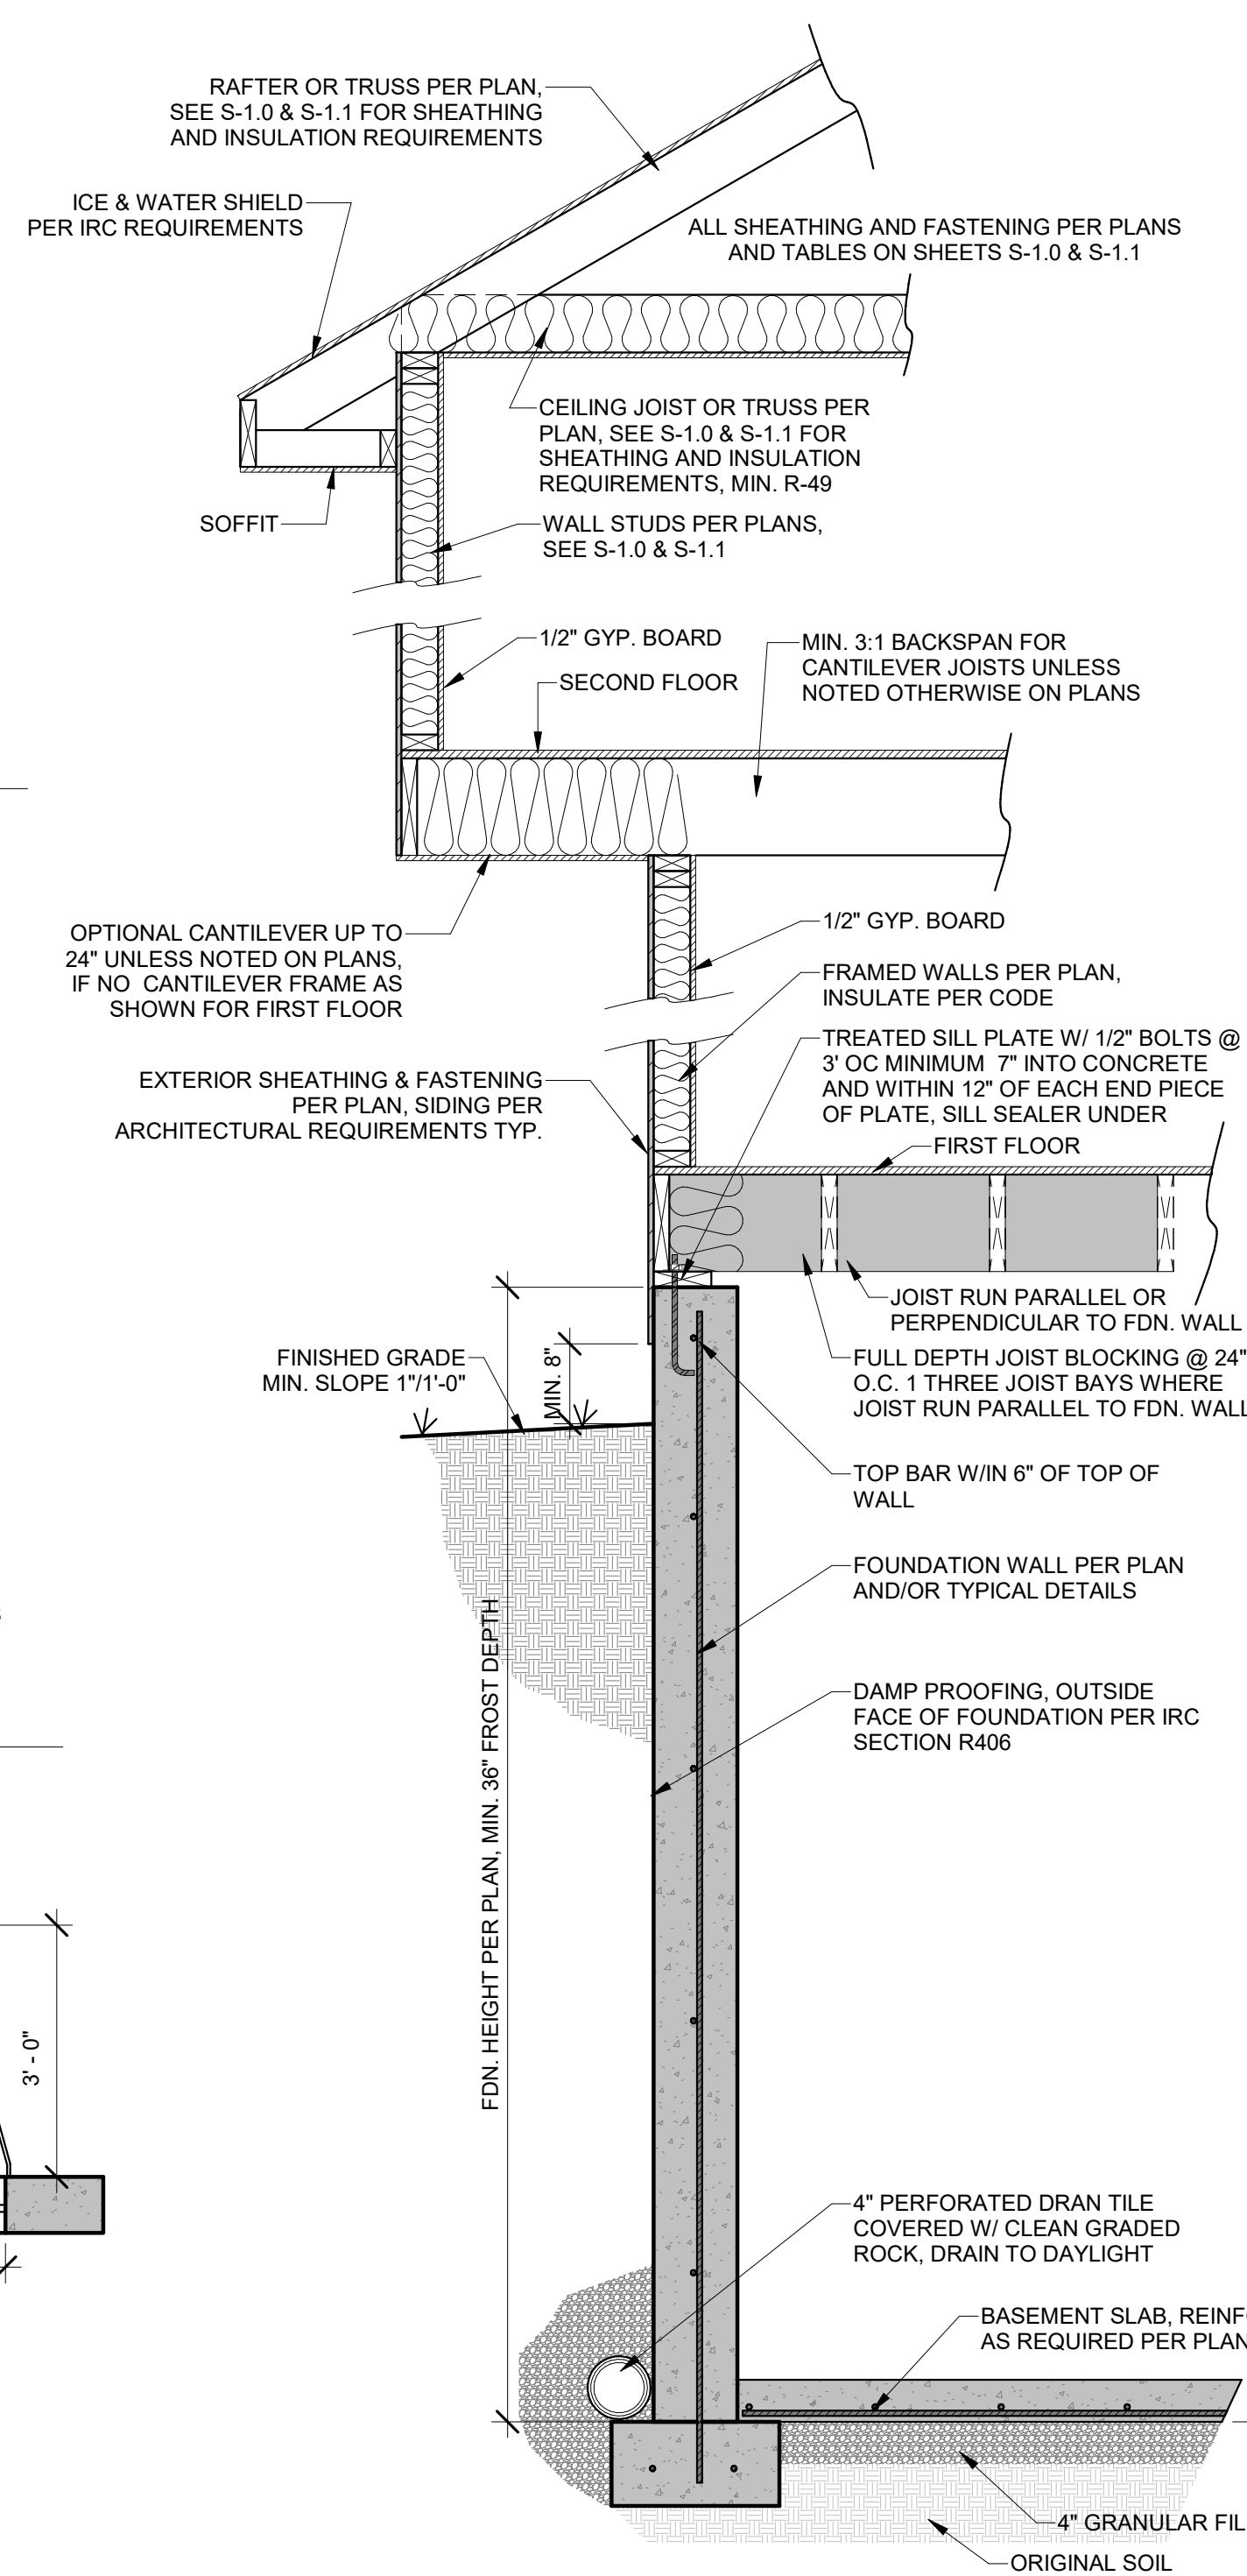 RAFTER OR TRUSS PER PLAN,
SEE S-1.0 & S-1.1 FOR SHEATHING
AND INSULATION REQUIREMENTS
ICE & WATER SHIELD
PER IRC REQUIREMENTS
ALL SHEATHING AND FASTENING PER PLANS
AND TABLES ON SHEETS S-1.0 & S-1.1
CEILING JOIST OR TRUSS PER
PLAN, SEE S-1.0 & S-1.1 FOR
SHEATHING AND INSULATION
REQUIREMENTS, MIN. R-49
SOFFIT
WALL STUDS PER PLANS,
SEE S-1.0 & S-1.1
1/2" GYP. BOARD
SECOND FLOOR
MIN. 3:1 BACKSPAN FOR
CANTILEVER JOISTS UNLESS
NOTED OTHERWISE ON PLANS
OPTIONAL CANTILEVER UP TO
24" UNLESS NOTED ON PLANS,
IF NO CANTILEVER FRAME AS
SHOWN FOR FIRST FLOOR
1/2" GYP. BOARD
FRAMED WALLS PER PLAN,
INSULATE PER CODE
TREATED SILL PLATE W/ 1/2" BOLTS @
3' OC MINIMUM 7" INTO CONCRETE
AND WITHIN 12" OF EACH END PIECE
OF PLATE, SILL SEALER UNDER
EXTERIOR SHEATHING & FASTENING
PER PLAN, SIDING PER
ARCHITECTURAL REQUIREMENTS TYP.
FIRST FLOOR
JOIST RUN PARALLEL OR
PERPENDICULAR TO FDN. WALL
FINISHED GRADE
MIN. SLOPE 1"/1'-0"
MIN. 8"
FULL DEPTH JOIST BLOCKING @ 24"
O.C. 1 THREE JOIST BAYS WHERE
JOIST RUN PARALLEL TO FDN. WALL
TOP BAR W/IN 6" OF TOP OF
WALL
FOUNDATION WALL PER PLAN
AND/OR TYPICAL DETAILS
FDN. HEIGHT PER PLAN, MIN. 36" FROST DEPTH
DAMP PROOFING, OUTSIDE
FACE OF FOUNDATION PER IRC
SECTION R406
3' - 0"
4" PERFORATED DRAN TILE
COVERED W/ CLEAN GRADED
ROCK, DRAIN TO DAYLIGHT
BASEMENT SLAB, REINFO
AS REQUIRED PER PLAN
4" GRANULAR FIL
ORIGINAL SOIL